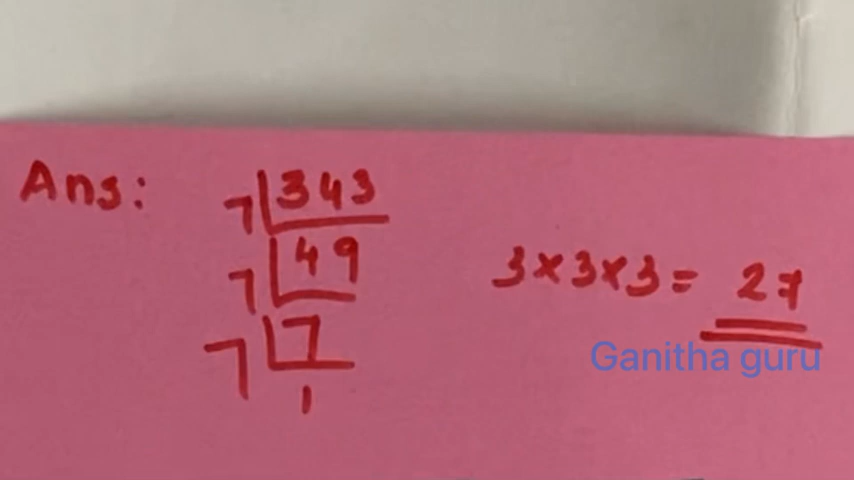 Ans:
7 | 343
7 | 49
7 | 7
1
3×3×3= 27
Ganitha guru